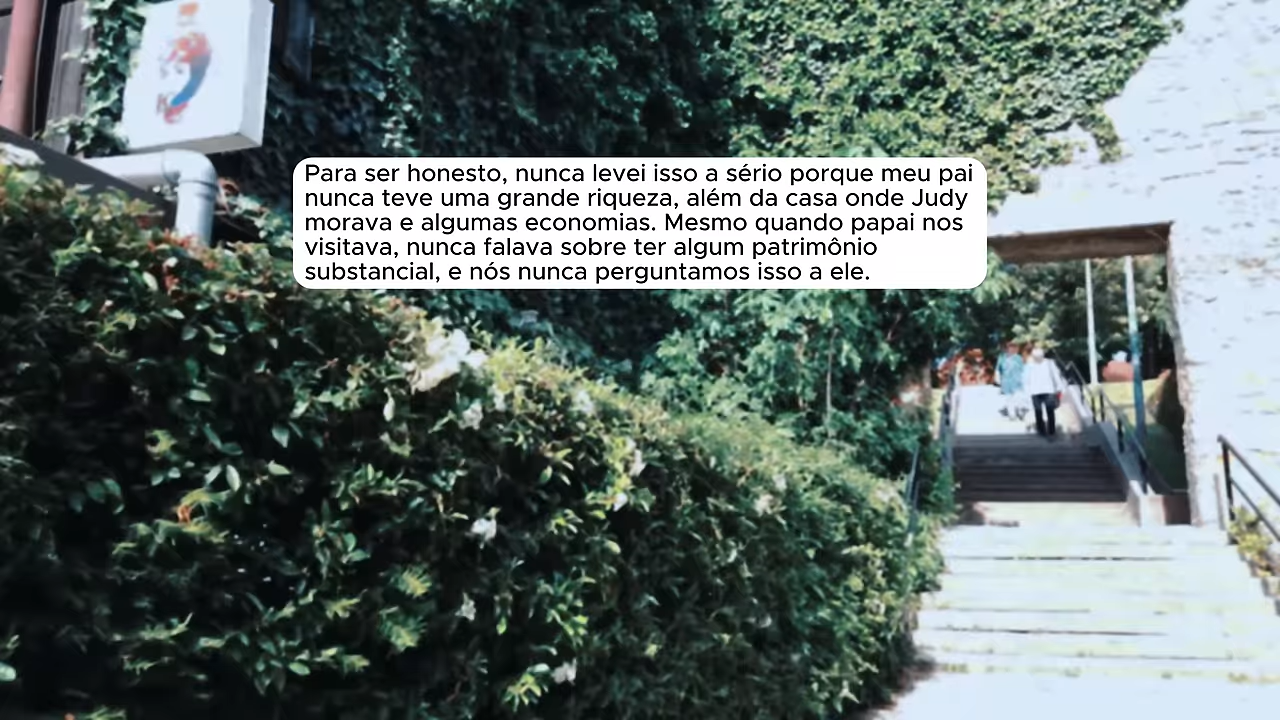 Para ser honesto, nunca levei isso a sério porque meu pai
nunca teve uma grande riqueza, além da casa onde Judy
morava e algumas economias. Mesmo quando papai nos
visitava, nunca falava sobre ter algum patrimônio
substancial, e nós nunca perguntamos isso a ele.